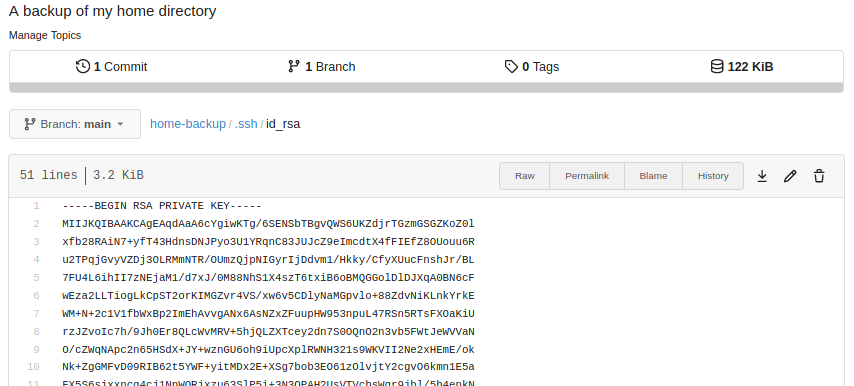 A backup of my home directory
Manage Topics
1 Commit 1 Branch 0 Tags 122 KiB
Branch: main home-backup / .ssh / id_rsa
51 lines 3.2 KiB Raw Permalink Blame History
1 -----BEGIN RSA PRIVATE KEY-----
2 MIIJKQIBAAKCAgEAqdAaA6cYgiwKTg/6SENSbTBgvQWS6UKZdjrTGzmGSGZKoZ0l
3 xfb28RAiN7+yfT43HdnsDNJPyo3U1YRqnC83JUJcZ9eImcdtX4fFIEfZ8OUouu6R
4 u2TPqjGvyVZDj3OLRMmNTR/OUmzQjpNIGyrIjDdvm1/Hkky/CfyXUucFnshJr/BL
5 7FU4L6ihII7zNEjaM1/d7xJ/0M88NhS1X4szT6txiB6oBMQGGolDlDJXqA0BN6cF
6 wEza2LLTiogLkCpST2orKIMGZvr4VS/xw6v5CDlyNaMGpvlo+88ZdvNiKLnkYrkE
7 WM+N+2c1V1fbWxBp2ImEhAvvgANx6AsNZxZFuupHW953npuL47RSn5RTsFXOaKiU
8 rzJZvoIc7h/9Jh0Er8QLcWvMRV+5hjQLZXTcey2dn7S0OQnO2n3vb5FWtJeWVVaN
9 O/cZWqNApc2n65HSdX+JY+wznGU6oh9iUpcXplRWNH321s9WKVII2Ne2xHEmE/ok
10 Nk+ZgGMFvD09RIB62t5YWF+yitMDx2E+XSg7bob3EO61zOlvjtY2cgvO6kmn1E5a